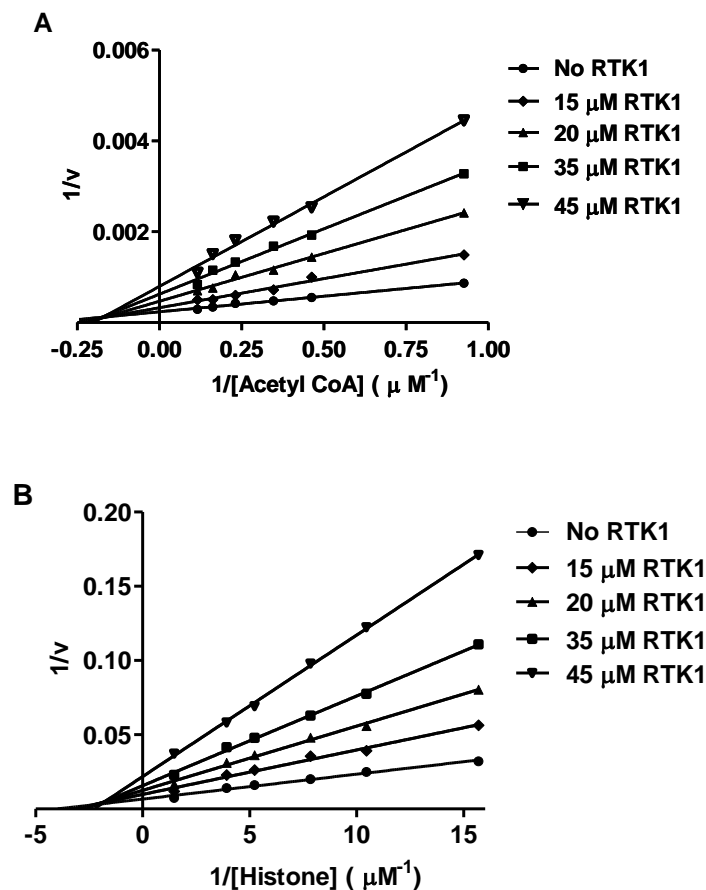 A
0.006
0.004
0.002
1/v
-0.25
0.00
0.25
0.50
0.75
1.00
1/[Acetyl CoA] ( μ M⁻¹)
No RTK1
15 μM RTK1
20 μM RTK1
35 μM RTK1
45 μM RTK1
B
0.20
0.15
0.10
0.05
1/v
-5
0
5
10
15
1/[Histone] ( μM⁻¹)
No RTK1
15 μM RTK1
20 μM RTK1
35 μM RTK1
45 μM RTK1